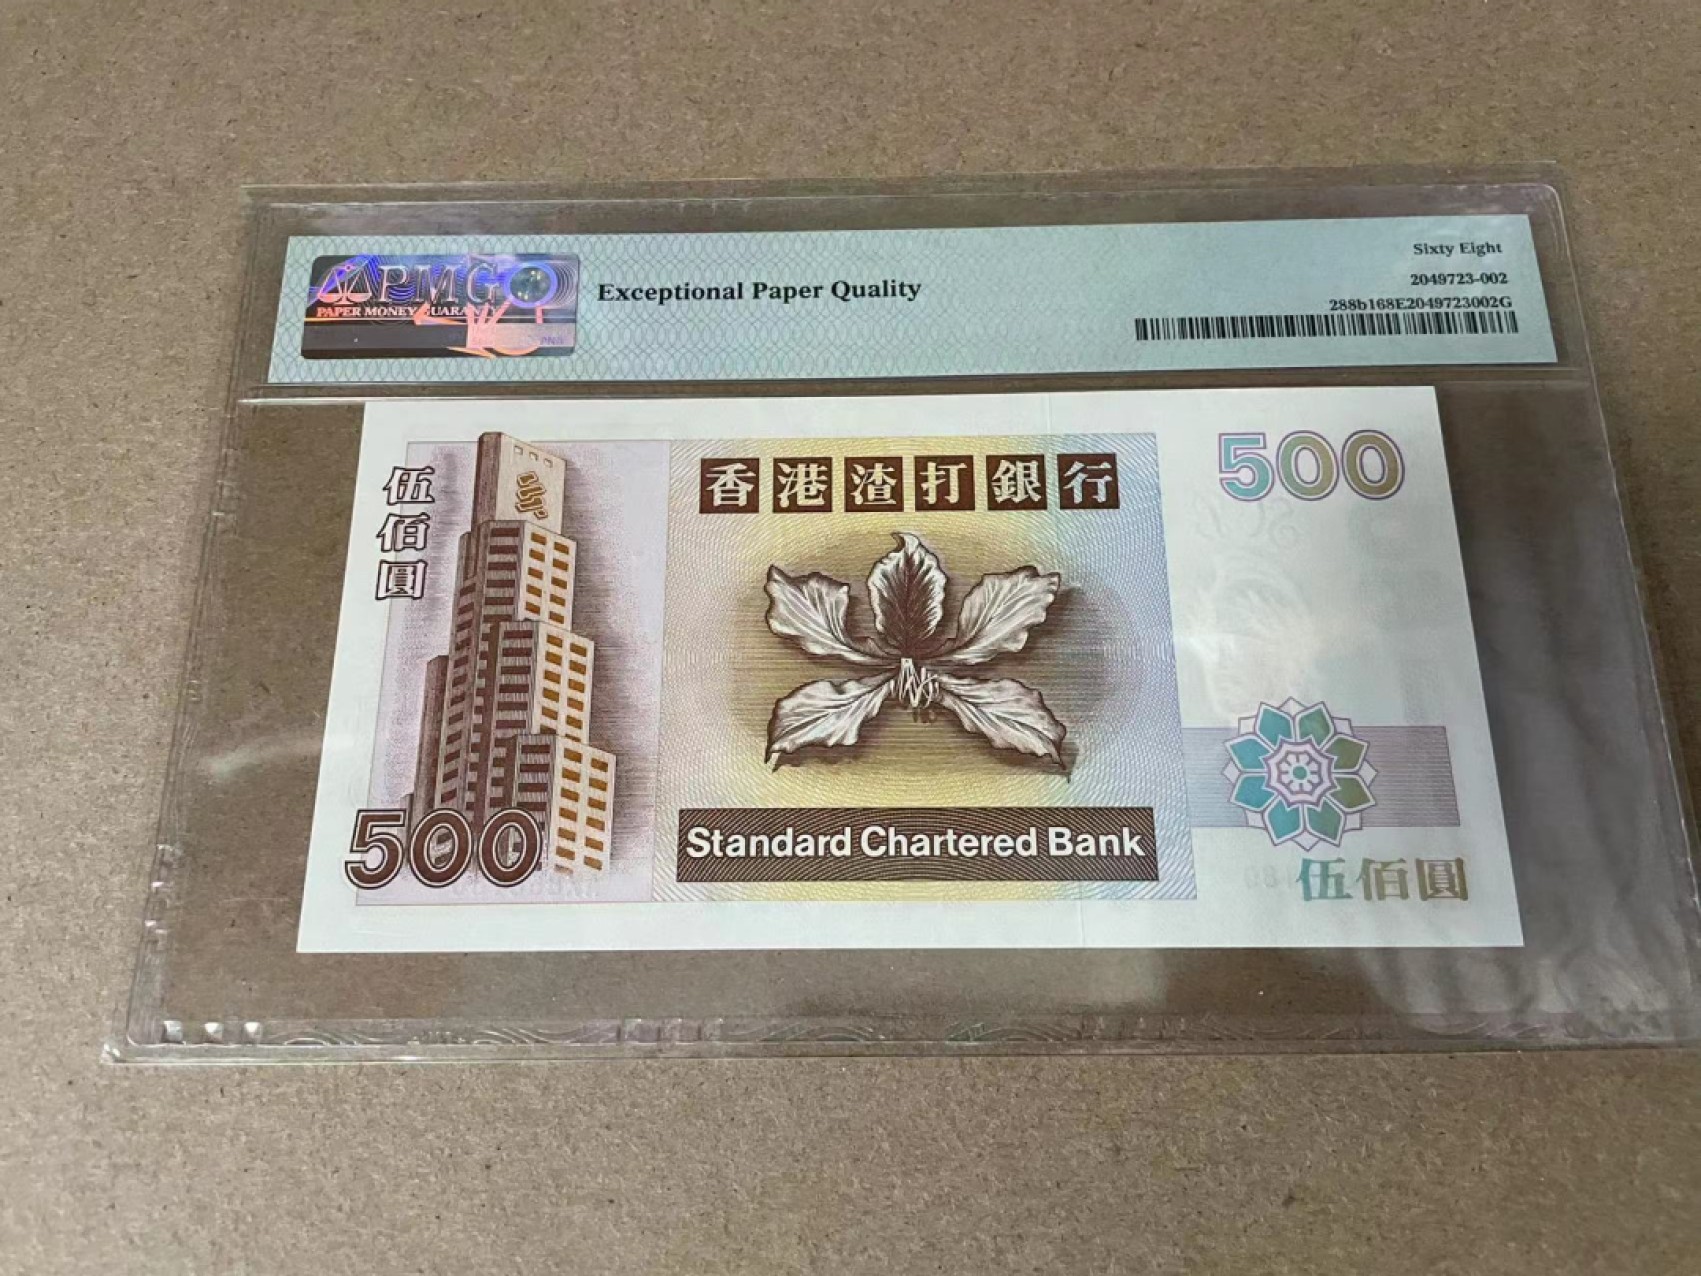 PMG
PAPER MONEY GUARANTY
Exceptional Paper Quality
Sixty Eight
2049723-002
288b168E2049723002G
伍佰圓
香港渣打銀行
500
500
Standard Chartered Bank
伍佰圓